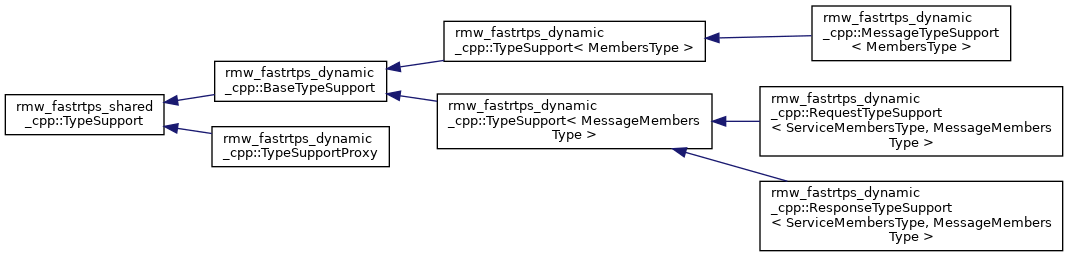 rmw_fastrtps_shared
_cpp::TypeSupport
rmw_fastrtps_dynamic
_cpp::BaseTypeSupport
rmw_fastrtps_dynamic
_cpp::TypeSupportProxy
rmw_fastrtps_dynamic
_cpp::TypeSupport< MembersType >
rmw_fastrtps_dynamic
_cpp::TypeSupport< MessageMembers
Type >
rmw_fastrtps_dynamic
_cpp::MessageTypeSupport
< MembersType >
rmw_fastrtps_dynamic
_cpp::RequestTypeSupport
< ServiceMembersType, MessageMembers
Type >
rmw_fastrtps_dynamic
_cpp::ResponseTypeSupport
< ServiceMembersType, MessageMembers
Type >